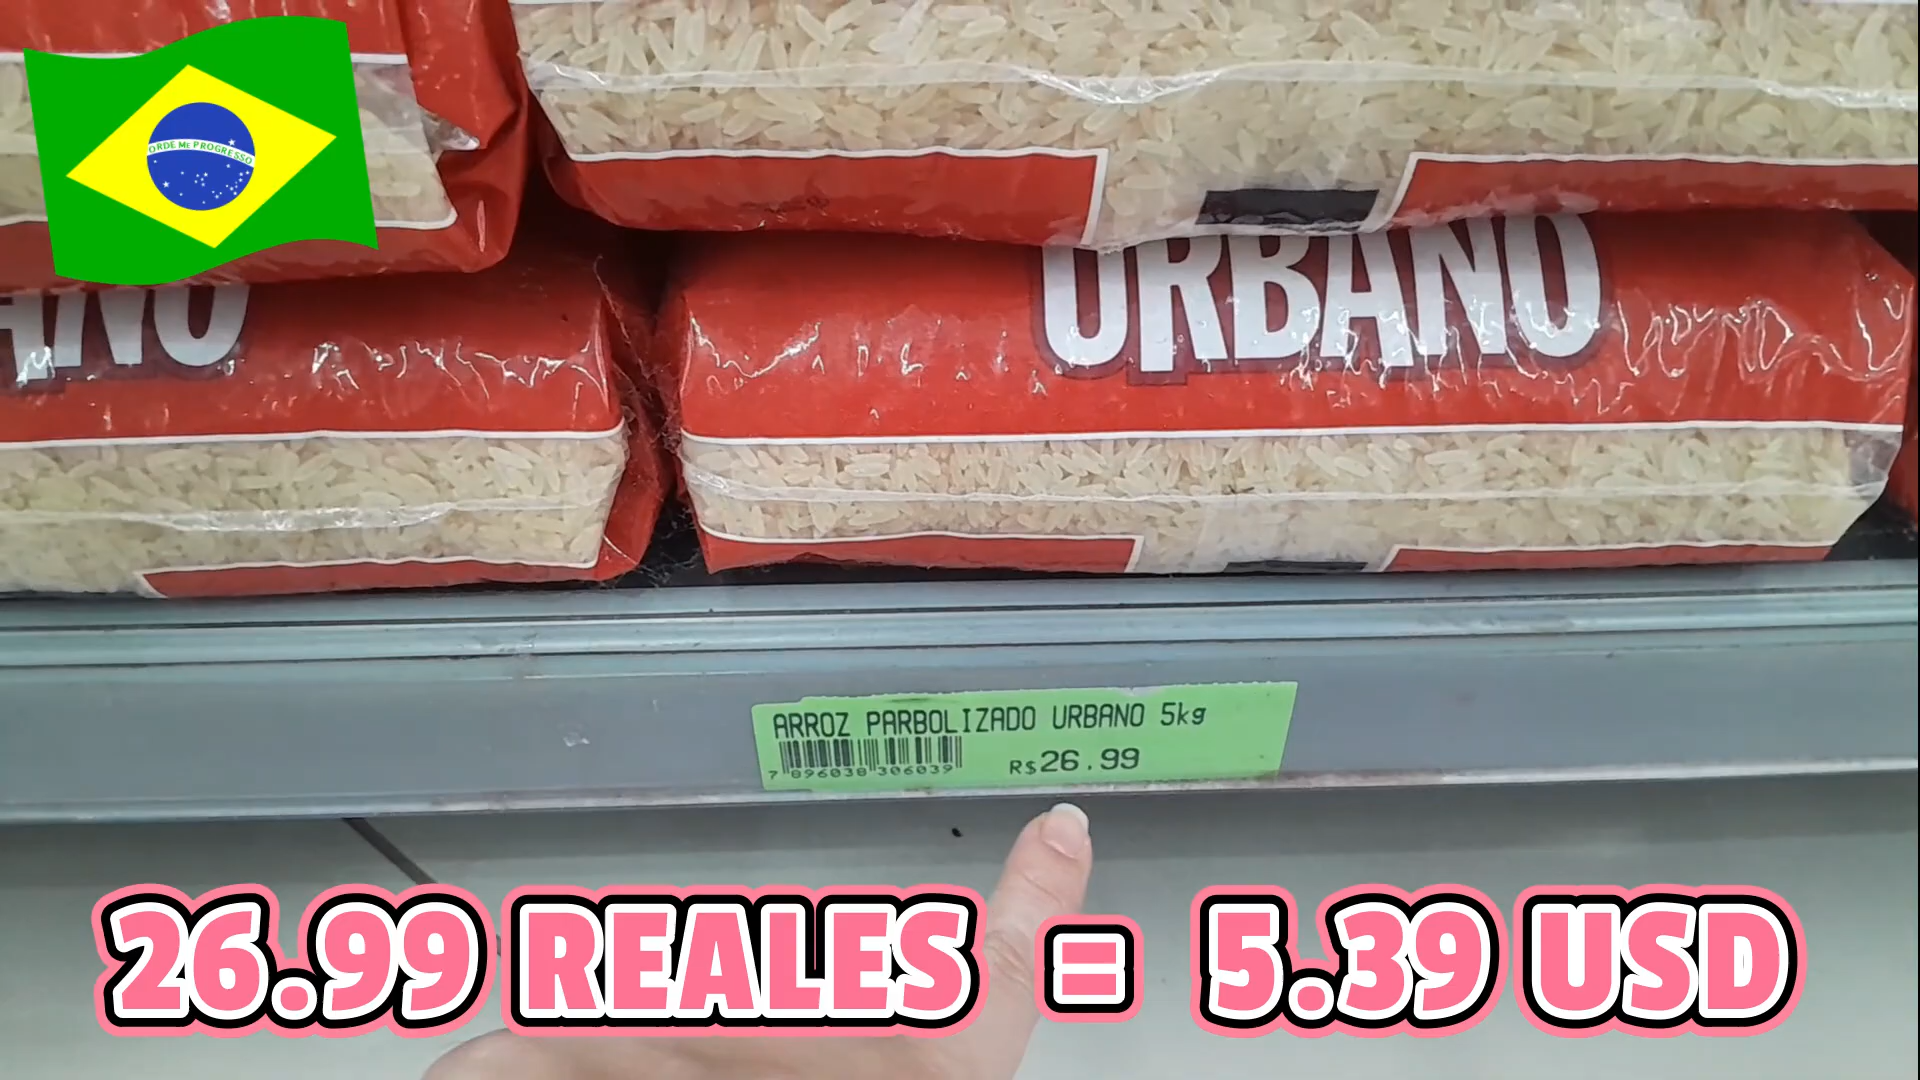 ORDEM E PROGRESSO
URBANO
ANO
ARROZ PARBOLIZADO URBANO 5kg
7 896038 306039
R$26.99
26.99 REALES = 5.39 USD